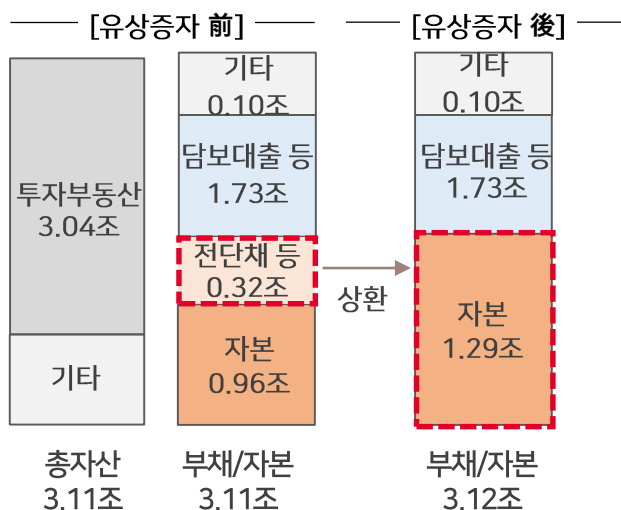 [유상증자 前]
[유상증자 後]
투자부동산
3.04조
기타
총자산
3.11조
기타
0.10조
담보대출 등
1.73조
전단채 등
0.32조
자본
0.96조
부채/자본
3.11조
상환
기타
0.10조
담보대출 등
1.73조
자본
1.29조
부채/자본
3.12조